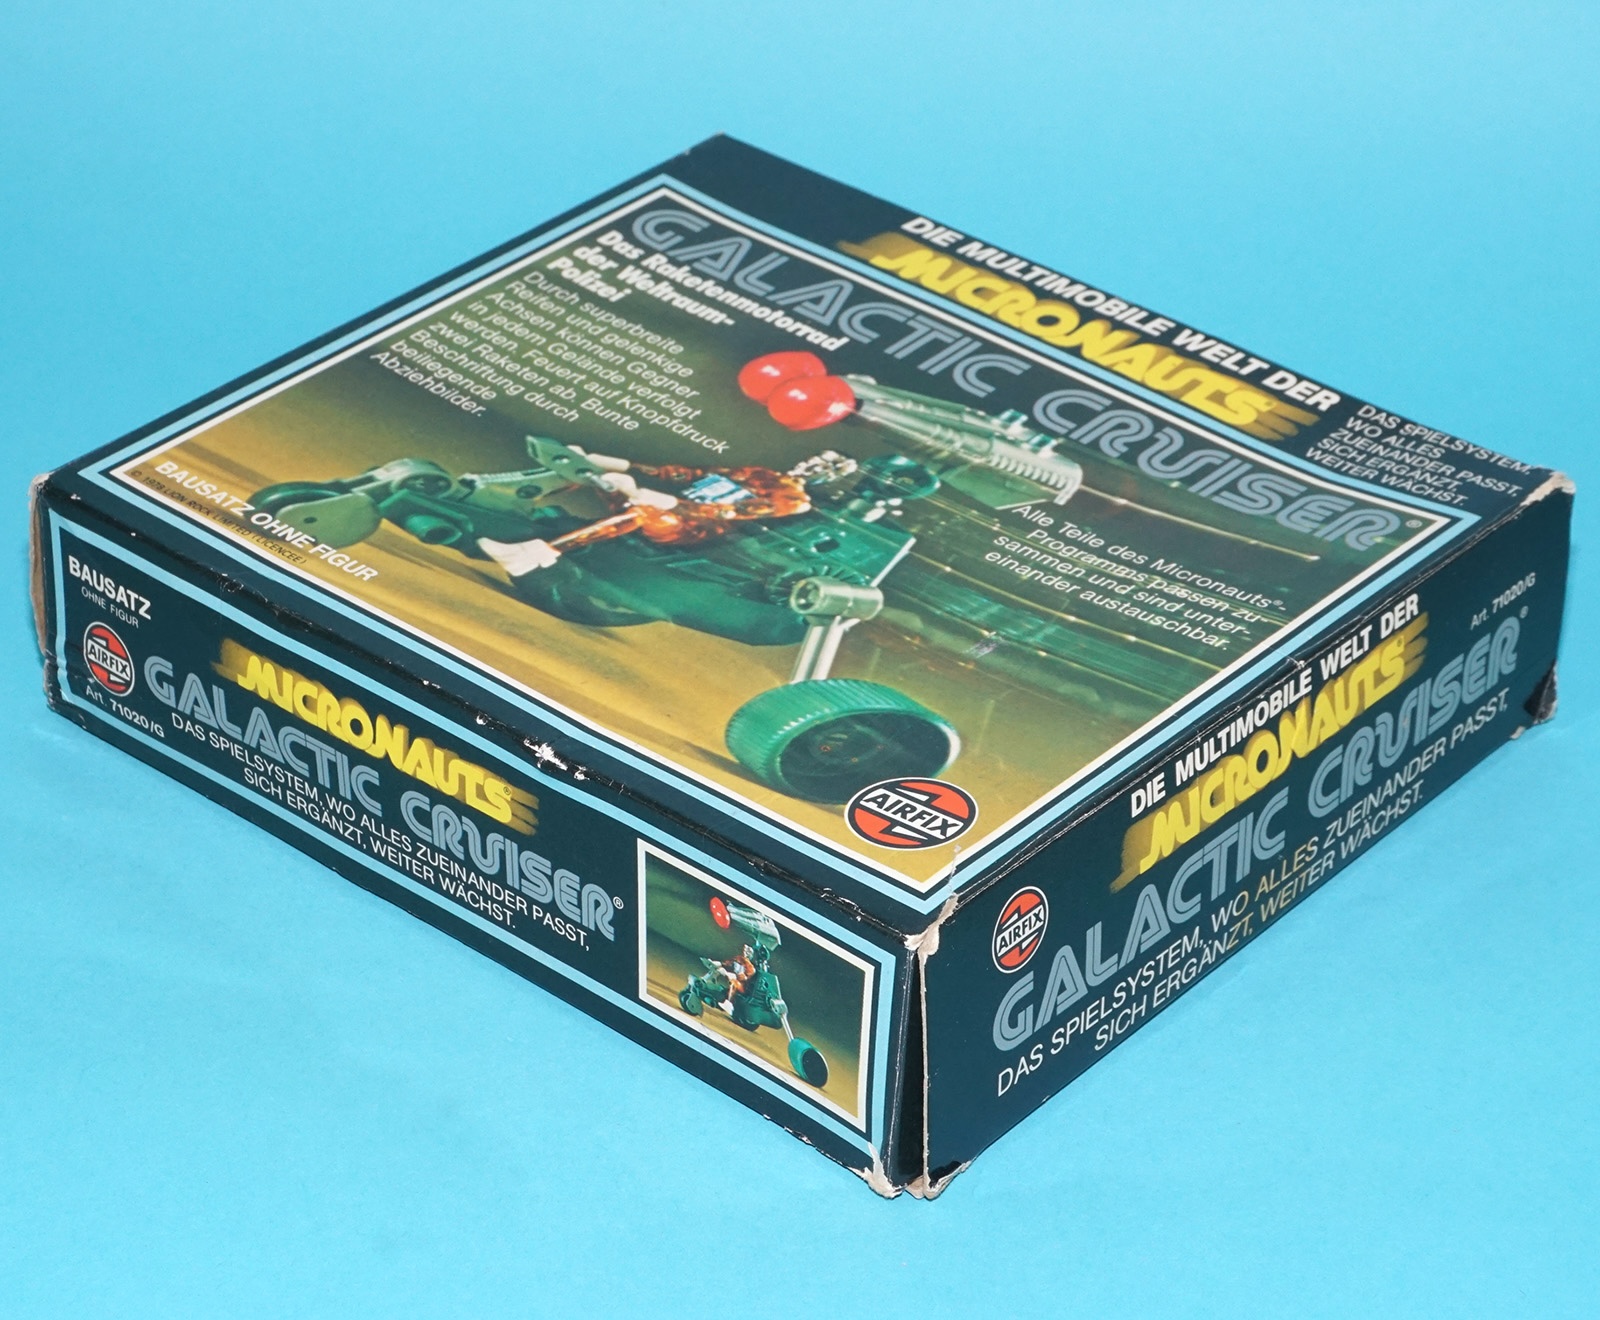 DIE MULTIMOBILE WELT DER
MICRONAUTS®
DAS SPIELSYSTEM,
WO ALLES
ZUEINANDER PASST,
SICH ERGÄNZT,
WEITER WÄCHST.
GALACTIC CRUISER®
Das Raketenmotorrad
der Weltraum-
Polizei
Durch superbreite
Reifen und gelenkige
Achsen können Gegner
in jedem Gelände verfolgt
werden. Feuert auf Knopfdruck
zwei Raketen ab. Bunte
Beschriftung durch
beiliegende
Abziehbilder.
Alle Teile des Micronauts®-
Programms passen zu-
sammen und sind unter-
einander austauschbar.
BAUSATZ OHNE FIGUR
© 1978 LION ROCK LIMITED (LICENCEE)
AIRFIX
BAUSATZ
OHNE FIGUR
AIRFIX
Art. 71020/G
MICRONAUTS®
GALACTIC CRUISER®
DAS SPIELSYSTEM, WO ALLES ZUEINANDER PASST,
SICH ERGÄNZT, WEITER WÄCHST.
DIE MULTIMOBILE WELT DER
MICRONAUTS®
Art. 71020/G
AIRFIX
GALACTIC CRUISER®
DAS SPIELSYSTEM, WO ALLES ZUEINANDER PASST,
SICH ERGÄNZT, WEITER WÄCHST.